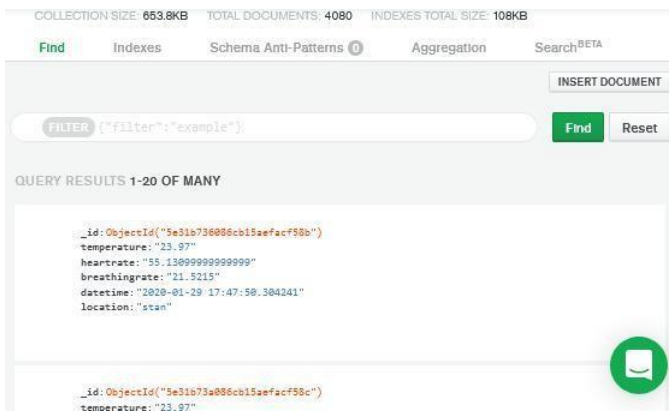 COLLECTION SIZE: 653.8KB TOTAL DOCUMENTS: 4080 INDEXES TOTAL SIZE: 108KB
Find Indexes Schema Anti-Patterns 0 Aggregation Search BETA
INSERT DOCUMENT
FILTER {"filter":"example"} Find Reset
QUERY RESULTS 1-20 OF MANY
_id:ObjectId("5e31b736086cb15aefacf58b")
temperature:"23.97"
heartrate:"55.13099999999999"
breathingrate:"21.5215"
datetime:"2020-01-29 17:47:50.304241"
location:"stan"
_id:ObjectId("5e31b73a086cb15aefacf58c")
temperature:"23.97"